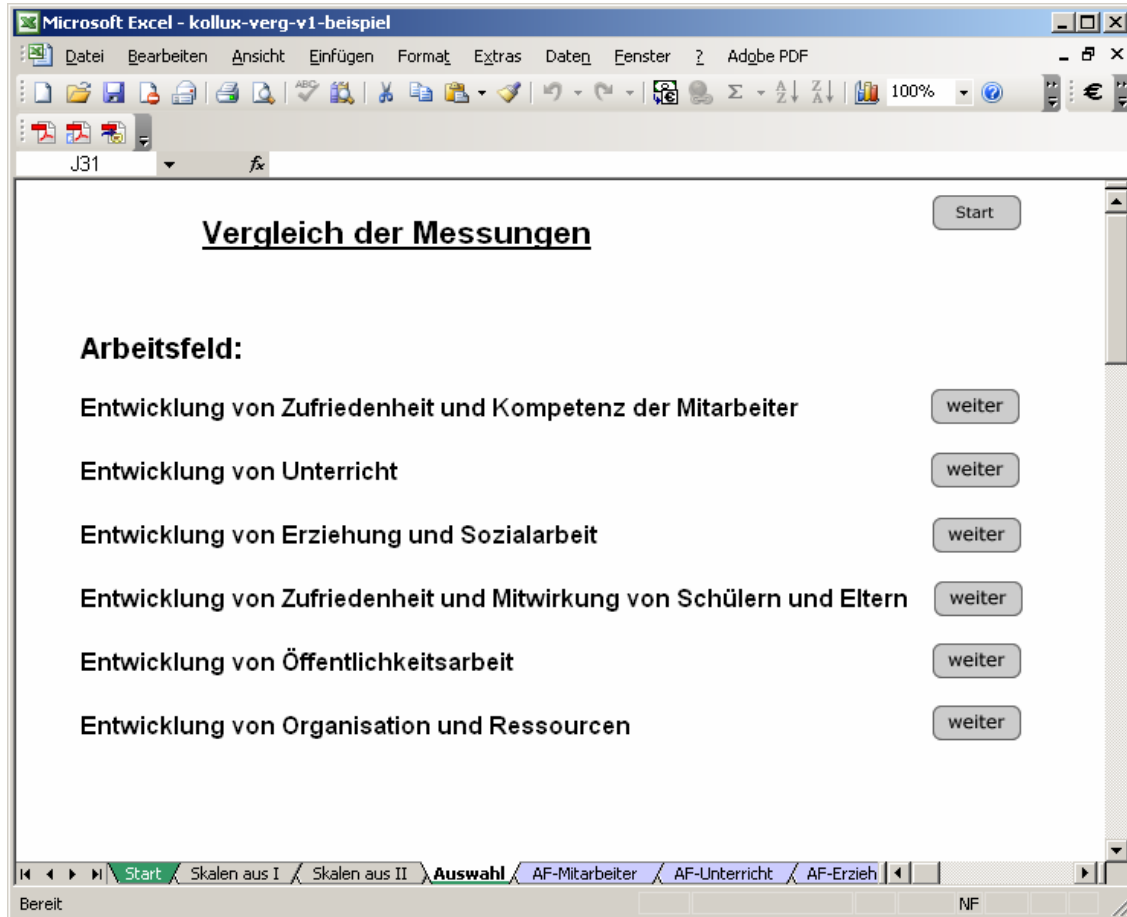 Microsoft Excel - kollux-verg-v1-beispiel
Datei Bearbeiten Ansicht Einfügen Format Extras Daten Fenster ? Adobe PDF
100%
J31 fx
Start
Vergleich der Messungen
Arbeitsfeld:
Entwicklung von Zufriedenheit und Kompetenz der Mitarbeiter weiter
Entwicklung von Unterricht weiter
Entwicklung von Erziehung und Sozialarbeit weiter
Entwicklung von Zufriedenheit und Mitwirkung von Schülern und Eltern weiter
Entwicklung von Öffentlichkeitsarbeit weiter
Entwicklung von Organisation und Ressourcen weiter
Start Skalen aus I Skalen aus II Auswahl AF-Mitarbeiter AF-Unterricht AF-Erzieh
Bereit NF